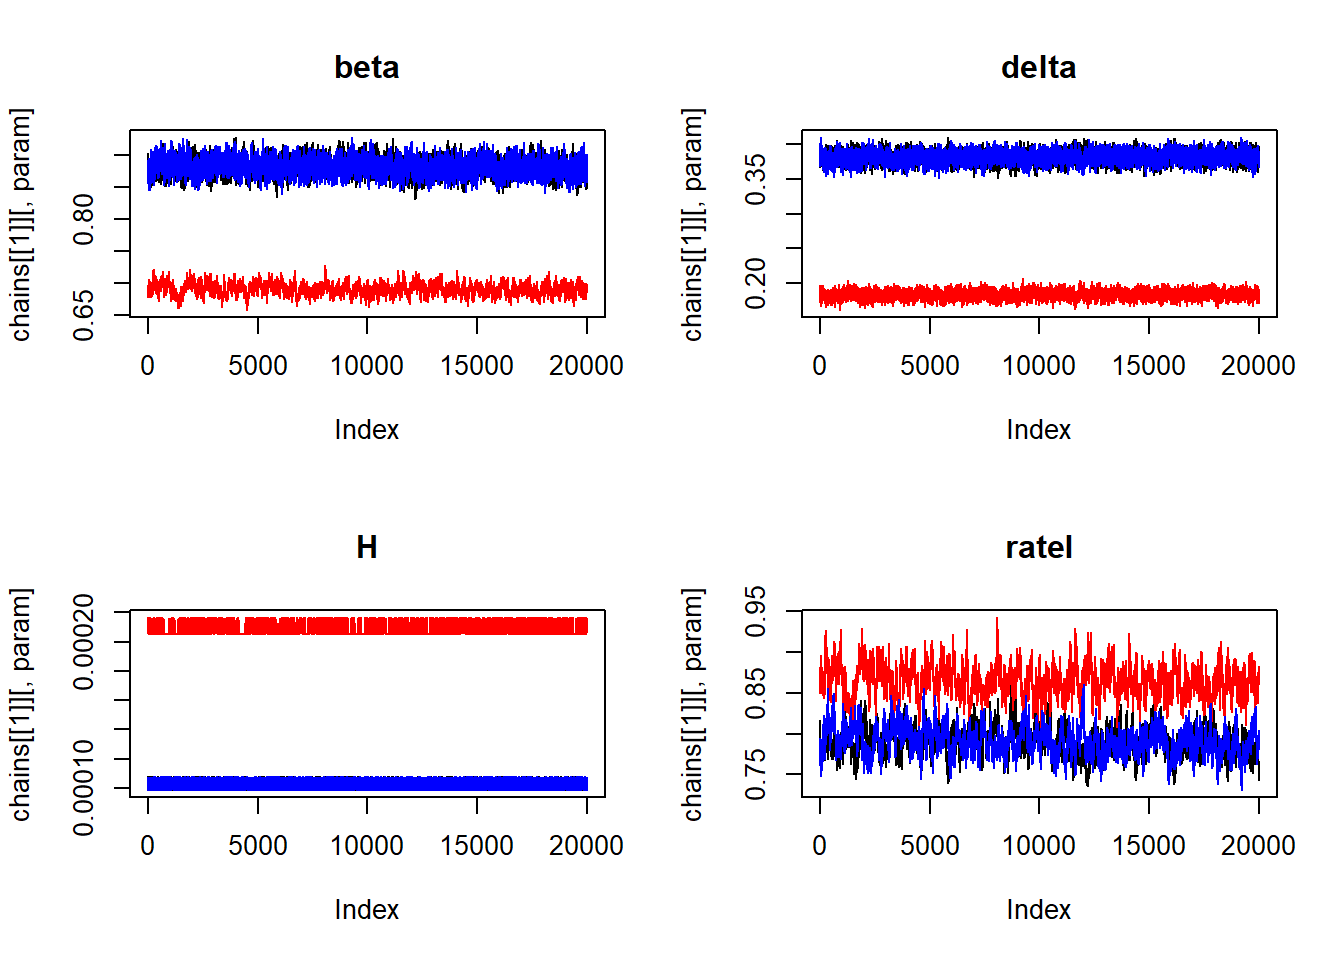 beta
chains[[1]][, param]
0.65 0.80
0 5000 10000 15000 20000
Index
delta
chains[[1]][, param]
0.20 0.35
0 5000 10000 15000 20000
Index
H
chains[[1]][, param]
0.00010 0.00020
0 5000 10000 15000 20000
Index
rateI
chains[[1]][, param]
0.75 0.85 0.95
0 5000 10000 15000 20000
Index